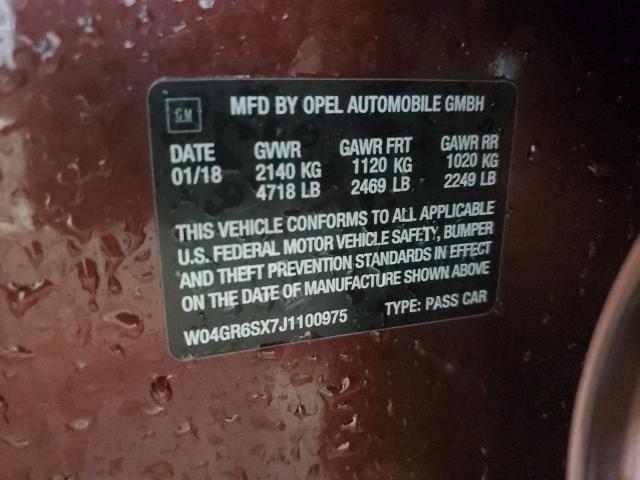 GM
MFD BY OPEL AUTOMOBILE GMBH
DATE GVWR GAWR FRT GAWR RR
01/18 2140 KG 1120 KG 1020 KG
4718 LB 2469 LB 2249 LB
THIS VEHICLE CONFORMS TO ALL APPLICABLE
U.S. FEDERAL MOTOR VEHICLE SAFETY, BUMPER
AND THEFT PREVENTION STANDARDS IN EFFECT
ON THE DATE OF MANUFACTURE SHOWN ABOVE
W04GR6SX7J1100975 TYPE: PASS CAR